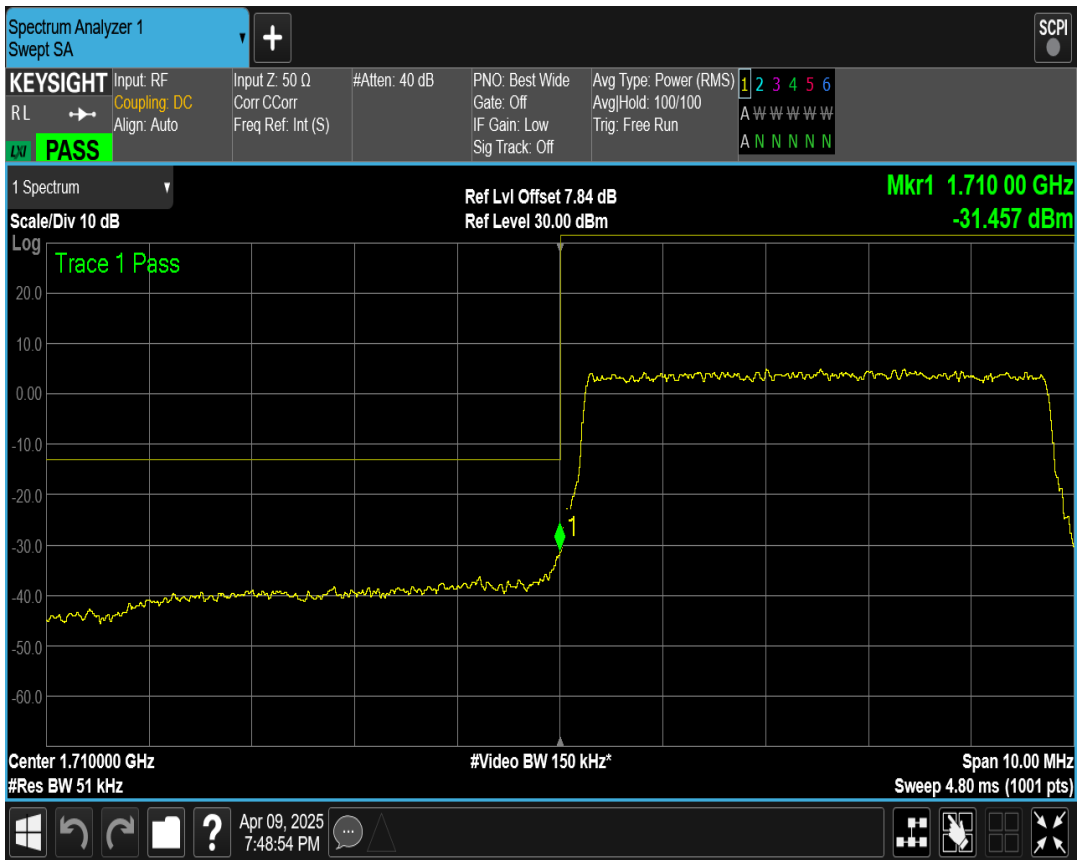 Spectrum Analyzer 1
Swept SA
+
SCPI
KEYSIGHT
RL
LXI PASS
Input: RF
Coupling: DC
Align: Auto
Input Z: 50 Ω
Corr CCorr
Freq Ref: Int (S)
#Atten: 40 dB
PNO: Best Wide
Gate: Off
IF Gain: Low
Sig Track: Off
Avg Type: Power (RMS)
Avg|Hold: 100/100
Trig: Free Run
1 2 3 4 5 6
A W W W W W
A N N N N N
1 Spectrum
Scale/Div 10 dB
Ref Lvl Offset 7.84 dB
Ref Level 30.00 dBm
Mkr1 1.710 00 GHz
-31.457 dBm
Log
Trace 1 Pass
20.0
10.0
0.00
-10.0
-20.0
1
-30.0
-40.0
-50.0
-60.0
Center 1.710000 GHz
#Res BW 51 kHz
#Video BW 150 kHz*
Span 10.00 MHz
Sweep 4.80 ms (1001 pts)
?
Apr 09, 2025
7:48:54 PM